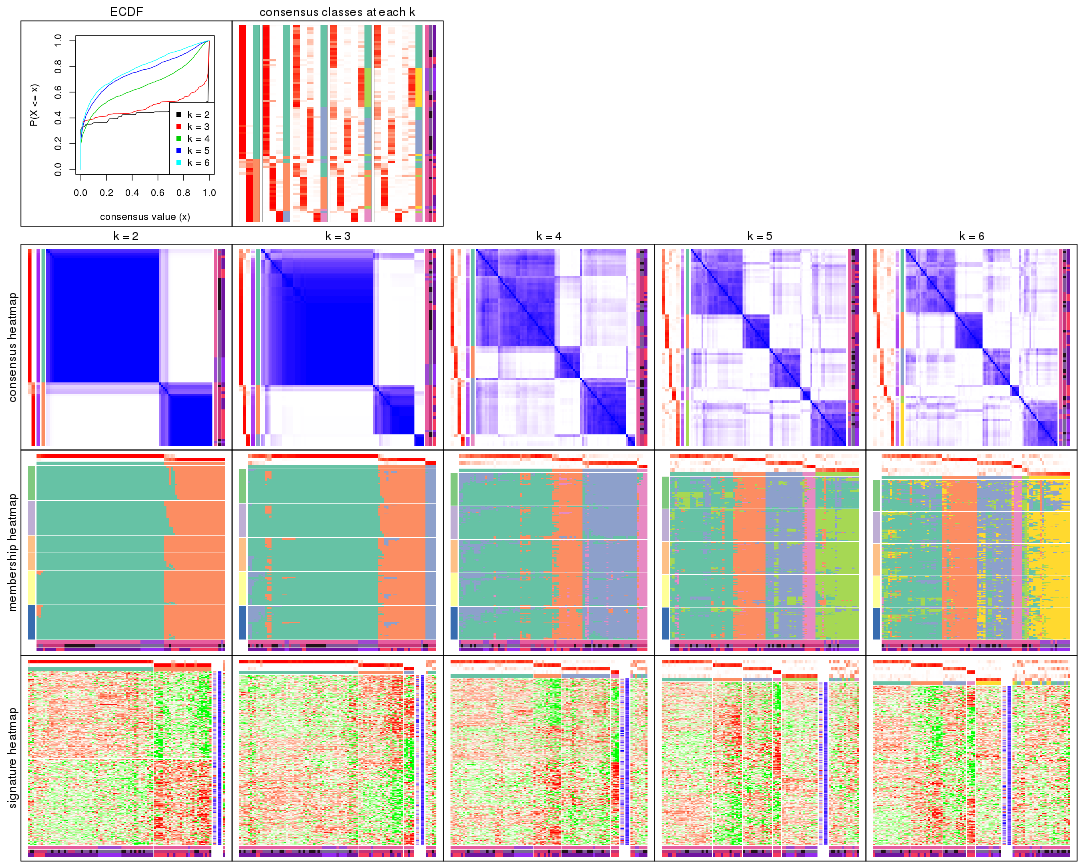 ECDF
consensus classes at each k
P(X <= x)
0.0 0.2 0.4 0.6 0.8 1.0
k = 2
k = 3
k = 4
k = 5
k = 6
0.0 0.2 0.4 0.6 0.8 1.0
consensus value (x)
k = 2 k = 3 k = 4 k = 5 k = 6
consensus heatmap
membership heatmap
signature heatmap